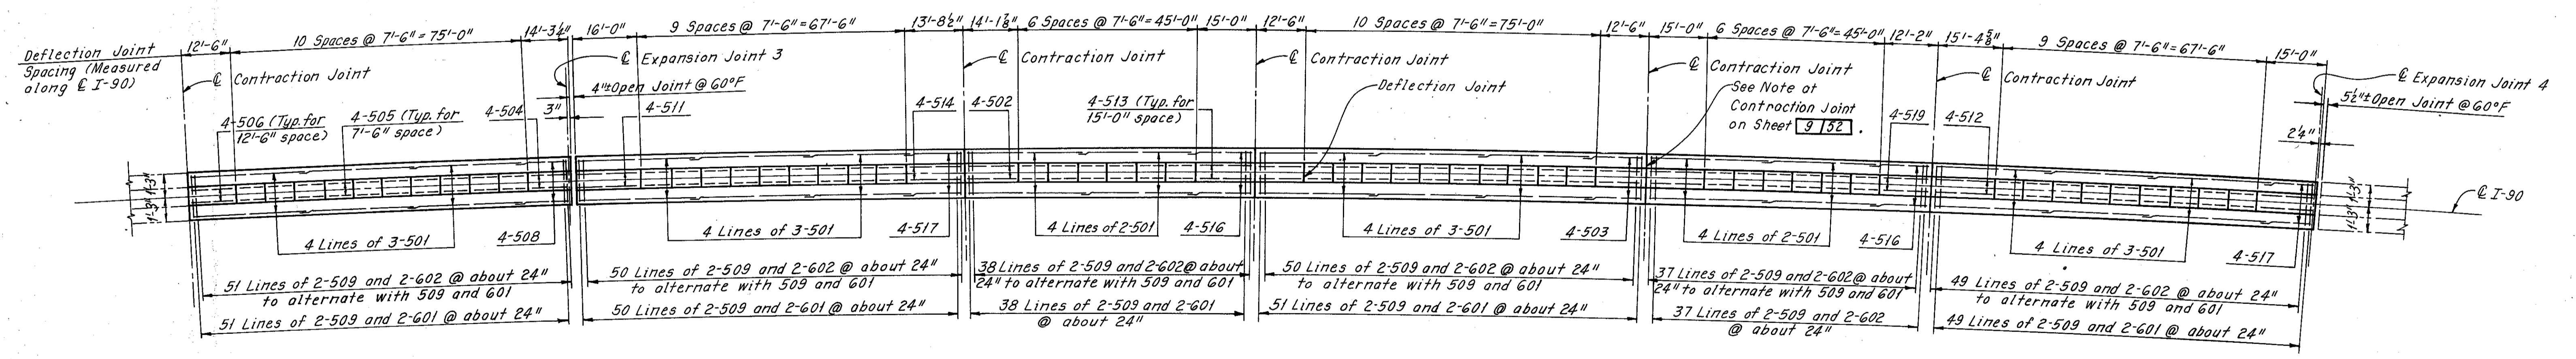 Deflection Joint
Spacing (Measured
along ℄ I-90)
12'-6"
10 Spaces @ 7'-6"=75'-0"
14'-3¼"
16'-0"
9 Spaces @ 7'-6"=67'-6"
13'-8½"
14'-1⅞"
6 Spaces @ 7'-6"=45'-0"
15'-0"
12'-6"
10 Spaces @ 7'-6"=75'-0"
12'-6"
15'-0"
6 Spaces @ 7'-6"=45'-0"
12'-2"
15'-4⅝"
9 Spaces @ 7'-6"=67'-6"
15'-0"
℄ Contraction Joint
℄ Expansion Joint 3
4"±Open Joint @ 60°F
3"
℄ Contraction Joint
℄ Contraction Joint
Deflection Joint
℄ Contraction Joint
See Note at
Contraction Joint
on Sheet 9 52 .
℄ Contraction Joint
℄ Expansion Joint 4
5½"±Open Joint @ 60°F
2¼"
4-506 (Typ. for
12'-6" space)
4-505 (Typ. for
7'-6" space)
4-504
4-511
4-514
4-502
4-513 (Typ. for
15'-0" space)
4-519
4-512
1'-3"
1'-3"
1'-3"
1'-3"
℄ I-90
4 Lines of 3-501
4-508
4 Lines of 3-501
4-517
4 Lines of 2-501
4-516
4 Lines of 3-501
4-503
4 Lines of 2-501
4-516
4 Lines of 3-501
4-517
51 Lines of 2-509 and 2-602 @ about 24"
to alternate with 509 and 601
51 Lines of 2-509 and 2-601 @ about 24"
50 Lines of 2-509 and 2-602 @ about 24"
to alternate with 509 and 601
50 Lines of 2-509 and 2-601 @ about 24"
38 Lines of 2-509 and 2-602@ about
24" to alternate with 509 and 601
38 Lines of 2-509 and 2-601
@ about 24"
50 Lines of 2-509 and 2-602 @ about 24"
to alternate with 509 and 601
51 Lines of 2-509 and 2-601 @ about 24"
37 Lines of 2-509 and 2-602@ about
24" to alternate with 509 and 601
37 Lines of 2-509 and 2-602
@ about 24"
49 Lines of 2-509 and 2-602 @ about 24"
to alternate with 509 and 601
49 Lines of 2-509 and 2-601 @ about 24"